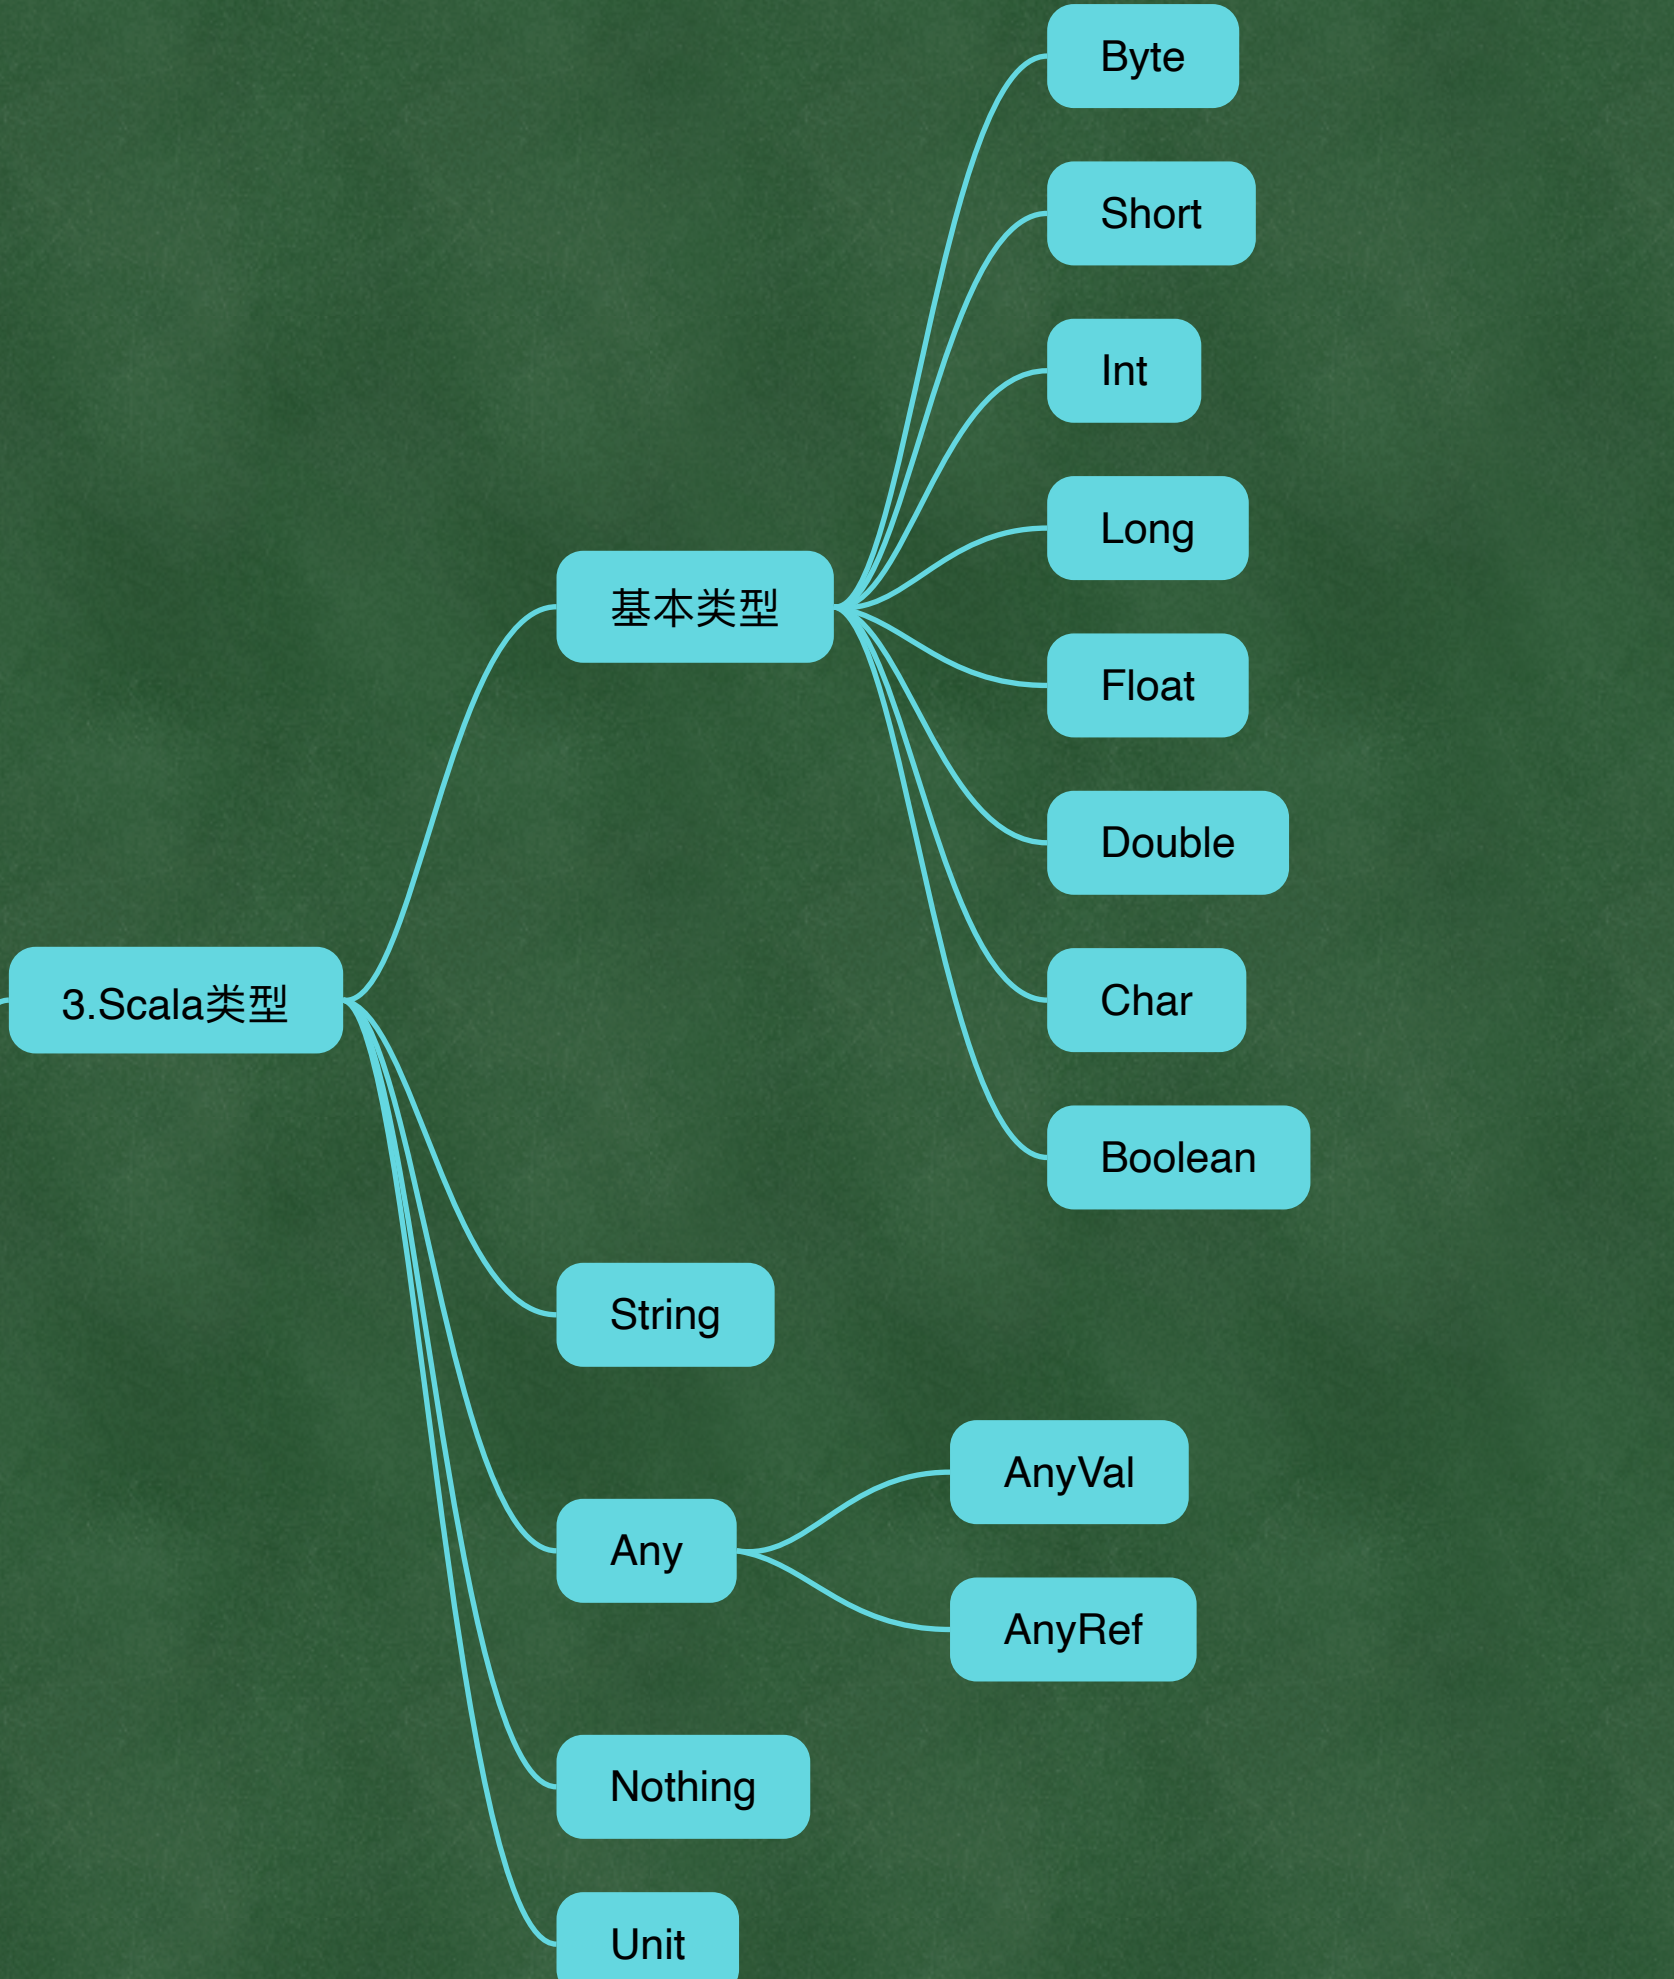 3.Scala类型
基本类型
Byte
Short
Int
Long
Float
Double
Char
Boolean
String
Any
AnyVal
AnyRef
Nothing
Unit